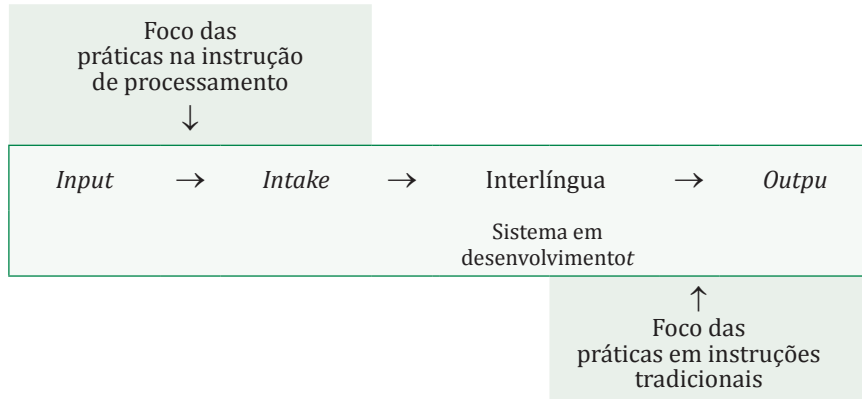 Foco das
práticas na instrução
de processamento
↓
Input → Intake → Interlíngua → Outpu
Sistema em
desenvolvimentot
↑
Foco das
práticas em instruções
tradicionais